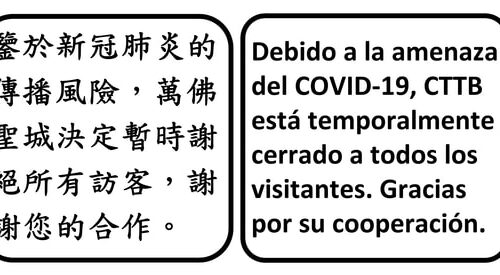 鑒於新冠肺炎的
傳播風險，萬佛
聖城決定暫時謝
絕所有訪客，謝
謝您的合作。
Debido a la amenaza
del COVID-19, CTTB
está temporalmente
cerrado a todos los
visitantes. Gracias
por su cooperación.